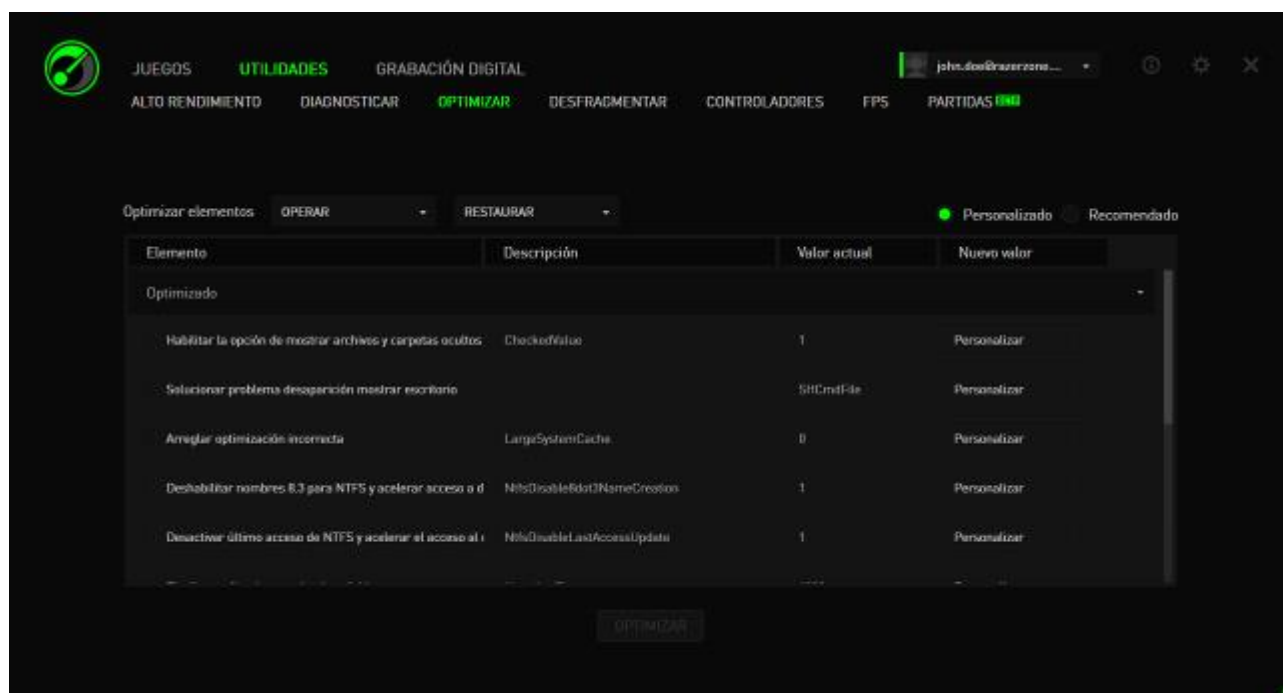 JUEGOS UTILIDADES GRABACIÓN DIGITAL john.doe@razerzone...
ALTO RENDIMIENTO DIAGNOSTICAR OPTIMIZAR DESFRAGMENTAR CONTROLADORES FPS PARTIDAS
Optimizar elementos OPERAR RESTAURAR Personalizado Recomendado
Elemento Descripción Valor actual Nuevo valor
Optimizado
Habilitar la opción de mostrar archivos y carpetas ocultos CheckedValue 1 Personalizar
Solucionar problema desaparición mostrar escritorio SHCmdFile Personalizar
Arreglar optimización incorrecta LargeSystemCache 0 Personalizar
Deshabilitar nombres 8.3 para NTFS y acelerar acceso a d NtfsDisable8dot3NameCreation 1 Personalizar
Desactivar último acceso de NTFS y acelerar el acceso al NtfsDisableLastAccessUpdate 1 Personalizar
OPTIMIZAR